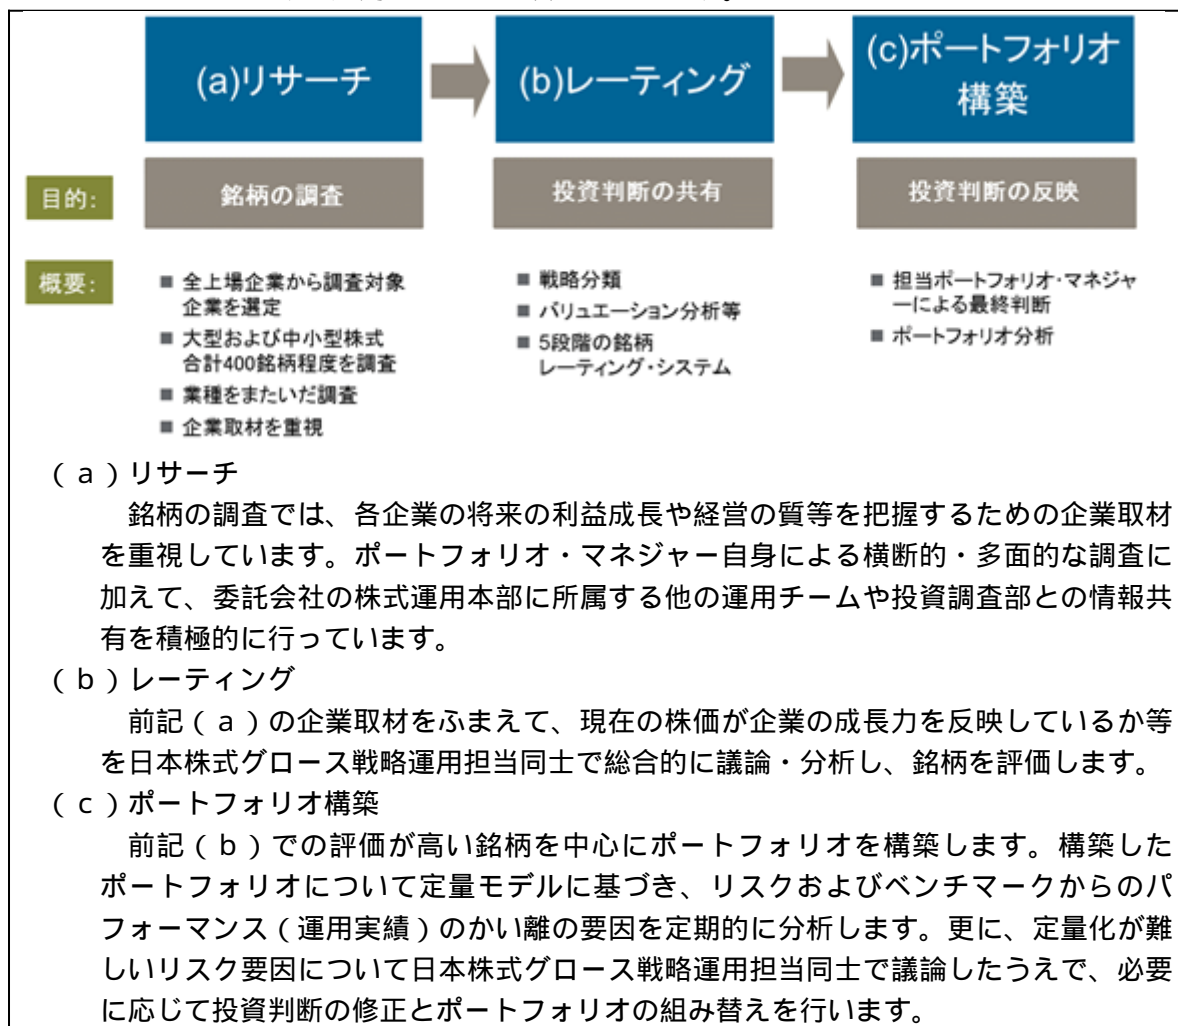 (a)リサーチ
(b)レーティング
(c)ポートフォリオ
構築
目的:
銘柄の調査
投資判断の共有
投資判断の反映
概要:
■ 全上場企業から調査対象
企業を選定
■ 大型および中小型株式
合計400銘柄程度を調査
■ 業種をまたいだ調査
■ 企業取材を重視
■ 戦略分類
■ バリュエーション分析等
■ 5段階の銘柄
レーティング・システム
■ 担当ポートフォリオ・マネジャ
ーによる最終判断
■ ポートフォリオ分析
(a)リサーチ
銘柄の調査では、各企業の将来の利益成長や経営の質等を把握するための企業取材
を重視しています。ポートフォリオ・マネジャー自身による横断的・多面的な調査に
加えて、委託会社の株式運用本部に所属する他の運用チームや投資調査部との情報共
有を積極的に行っています。
(b)レーティング
前記(a)の企業取材をふまえて、現在の株価が企業の成長力を反映しているか等
を日本株式グロース戦略運用担当同士で総合的に議論・分析し、銘柄を評価します。
(c)ポートフォリオ構築
前記(b)での評価が高い銘柄を中心にポートフォリオを構築します。構築した
ポートフォリオについて定量モデルに基づき、リスクおよびベンチマークからのパ
フォーマンス(運用実績)のかい離の要因を定期的に分析します。更に、定量化が難
しいリスク要因について日本株式グロース戦略運用担当同士で議論したうえで、必要
に応じて投資判断の修正とポートフォリオの組み替えを行います。